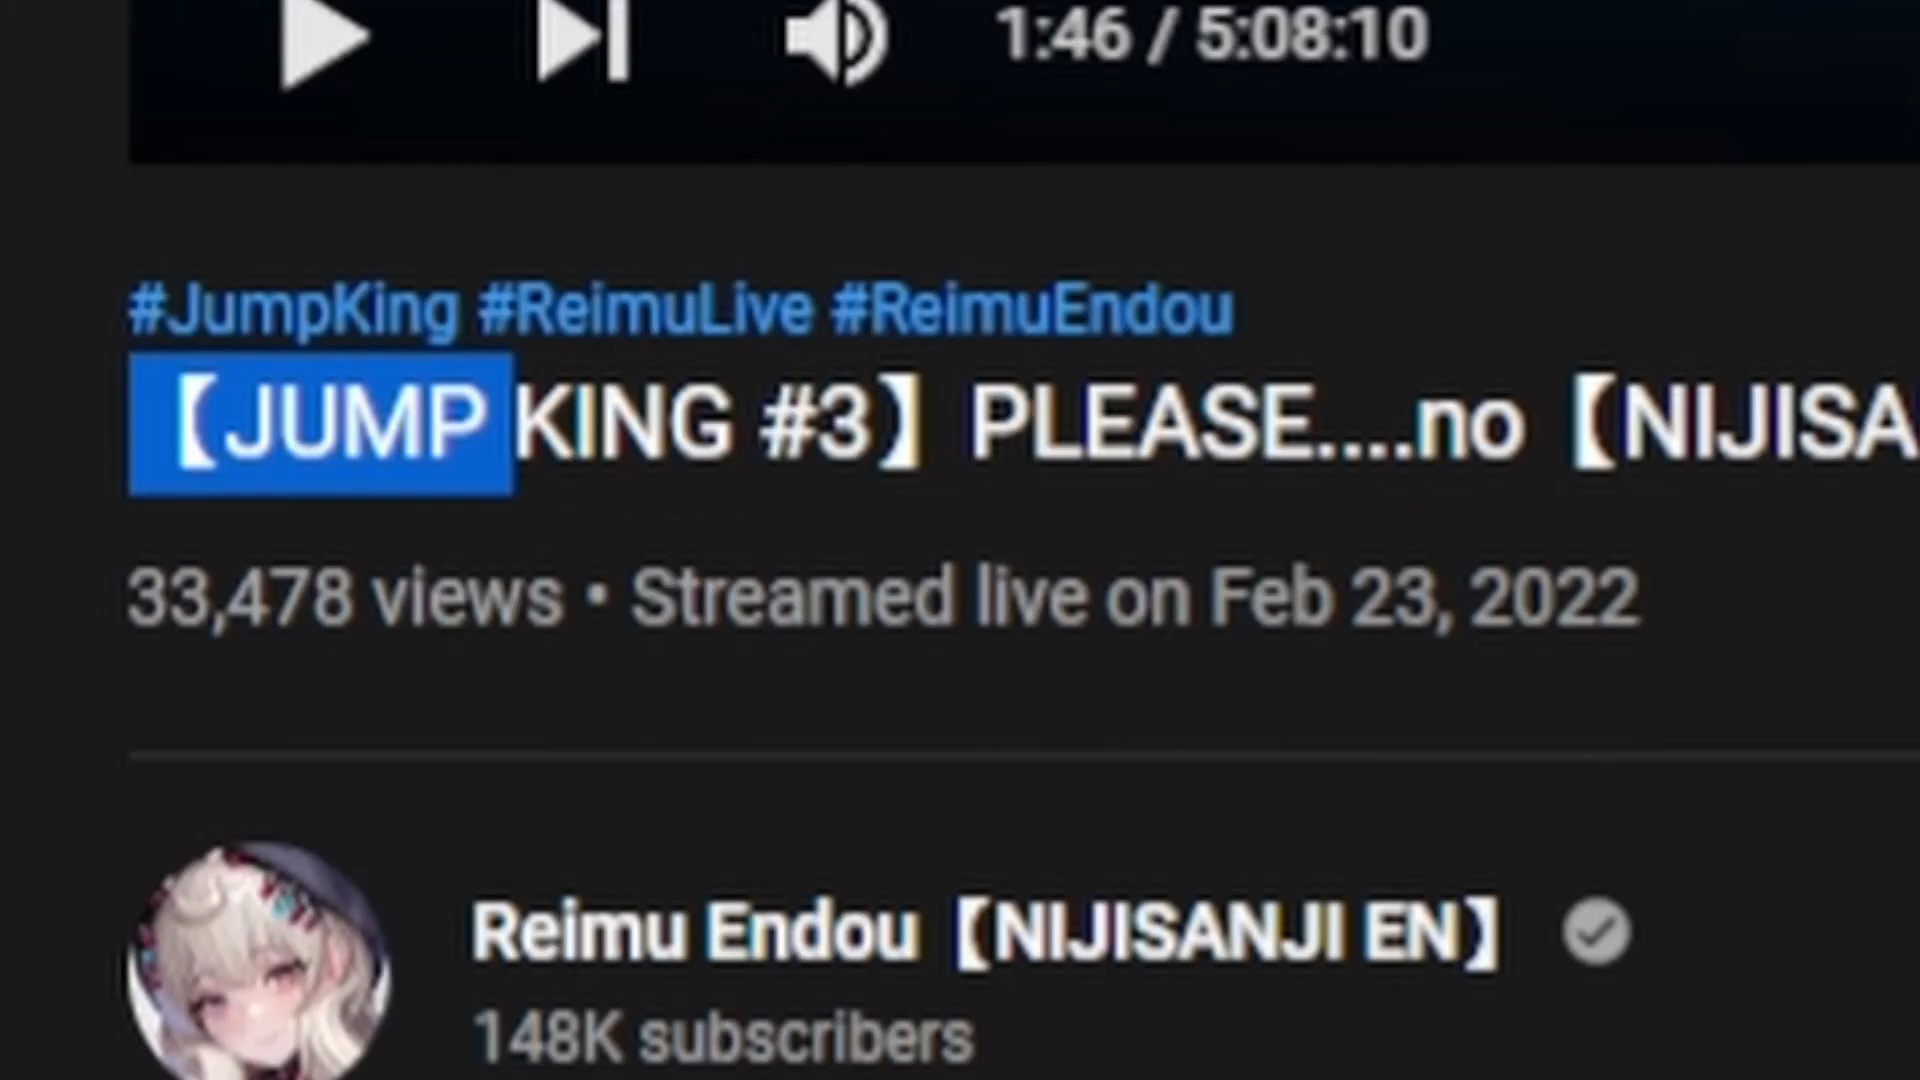 1:46 / 5:08:10
#JumpKing #ReimuLive #ReimuEndou
【JUMP KING #3】PLEASE....no【NIJISA
33,478 views • Streamed live on Feb 23, 2022
Reimu Endou【NIJISANJI EN】
148K subscribers